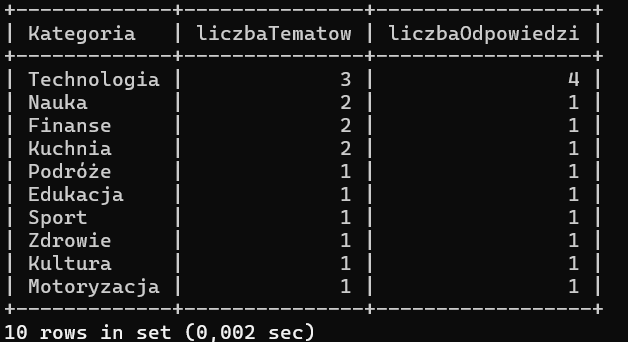 +-------------+---------------+------------------+
| Kategoria   | liczbaTematow | liczbaOdpowiedzi |
+-------------+---------------+------------------+
| Technologia |             3 |                4 |
| Nauka       |             2 |                1 |
| Finanse     |             2 |                1 |
| Kuchnia     |             2 |                1 |
| Podróże     |             1 |                1 |
| Edukacja    |             1 |                1 |
| Sport       |             1 |                1 |
| Zdrowie     |             1 |                1 |
| Kultura     |             1 |                1 |
| Motoryzacja |             1 |                1 |
+-------------+---------------+------------------+
10 rows in set (0,002 sec)